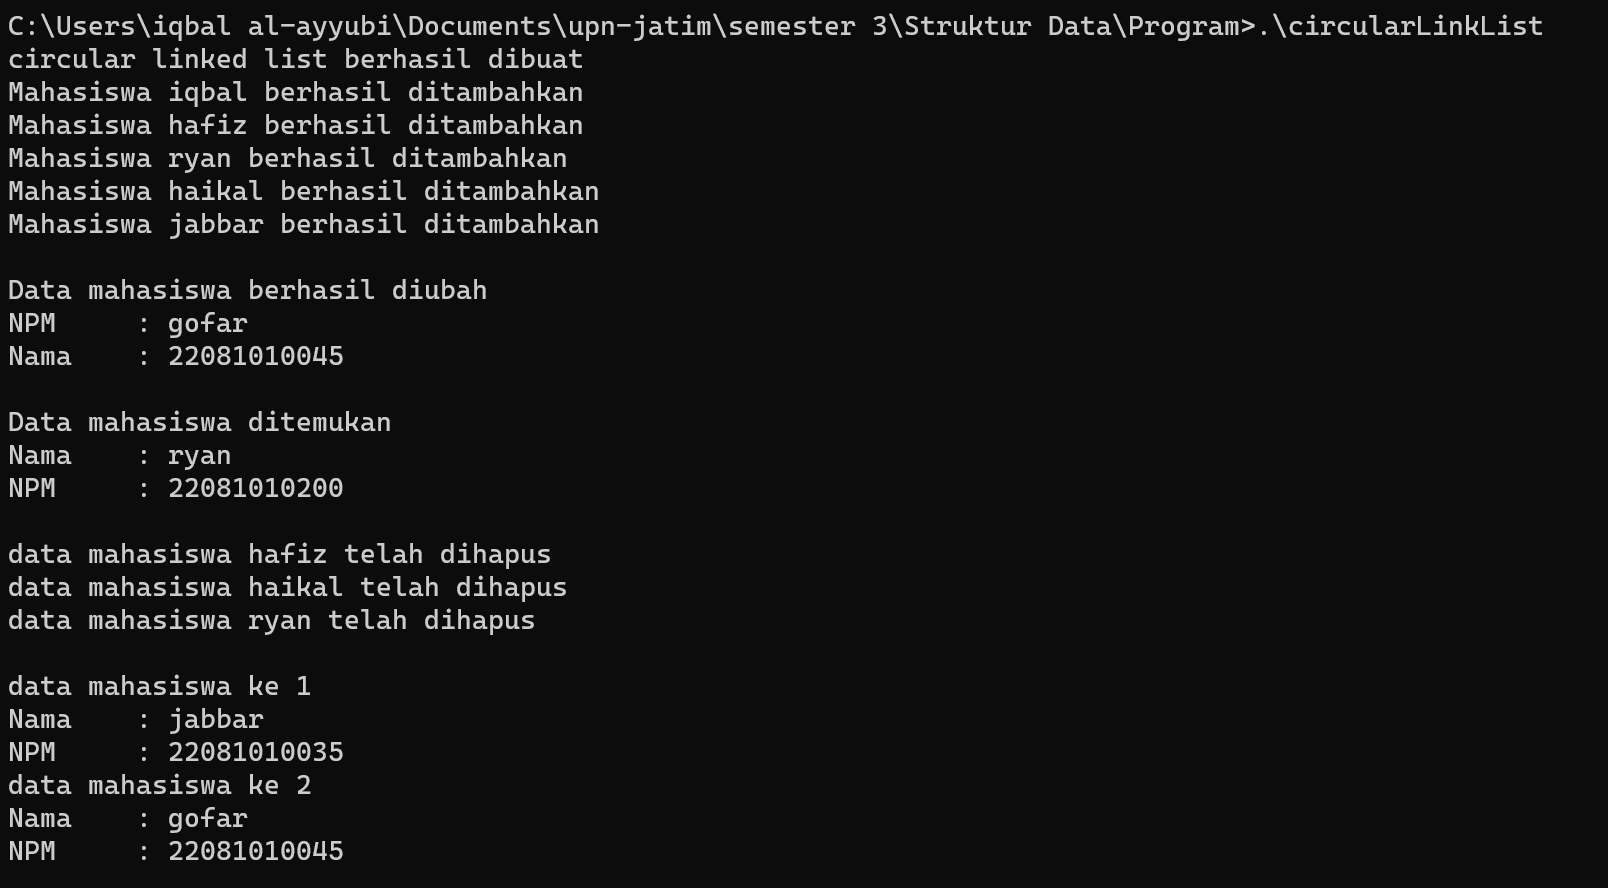 C:\Users\iqbal al-ayyubi\Documents\upn-jatim\semester 3\Struktur Data\Program>.\circularLinkList
circular linked list berhasil dibuat
Mahasiswa iqbal berhasil ditambahkan
Mahasiswa hafiz berhasil ditambahkan
Mahasiswa ryan berhasil ditambahkan
Mahasiswa haikal berhasil ditambahkan
Mahasiswa jabbar berhasil ditambahkan

Data mahasiswa berhasil diubah
NPM     : gofar
Nama    : 22081010045

Data mahasiswa ditemukan
Nama    : ryan
NPM     : 22081010200

data mahasiswa hafiz telah dihapus
data mahasiswa haikal telah dihapus
data mahasiswa ryan telah dihapus

data mahasiswa ke 1
Nama    : jabbar
NPM     : 22081010035
data mahasiswa ke 2
Nama    : gofar
NPM     : 22081010045